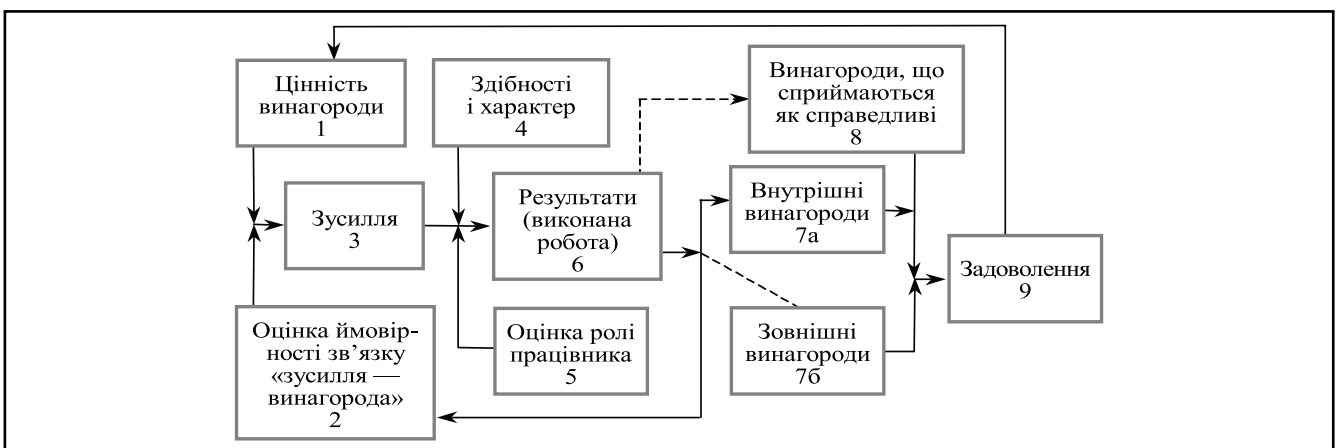 Цінність
винагороди
1
Здібності
і характер
4
Винагороди, що
сприймаються
як справедливі
8
Зусилля
3
Результати
(виконана
робота)
6
Внутрішні
винагороди
7а
Задоволення
9
Оцінка ймовір-
ності зв’язку
«зусилля —
винагорода»
2
Оцінка ролі
працівника
5
Зовнішні
винагороди
7б